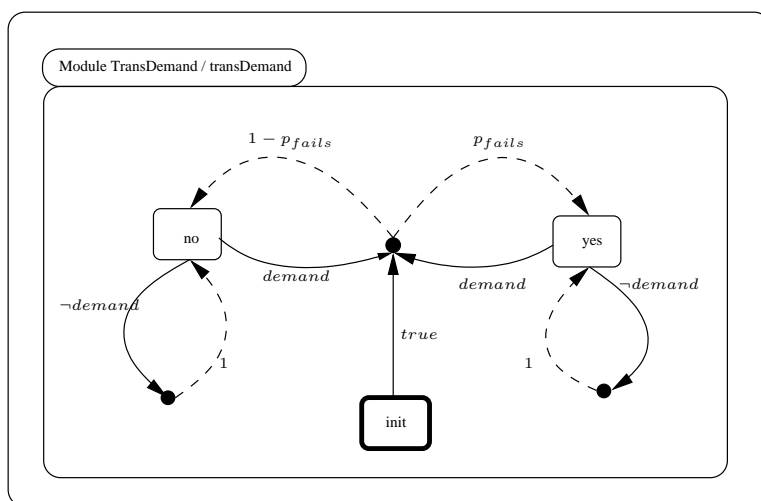 Module TransDemand / transDemand
1 − p_fails
p_fails
no
yes
demand
demand
¬demand
¬demand
true
1
1
init